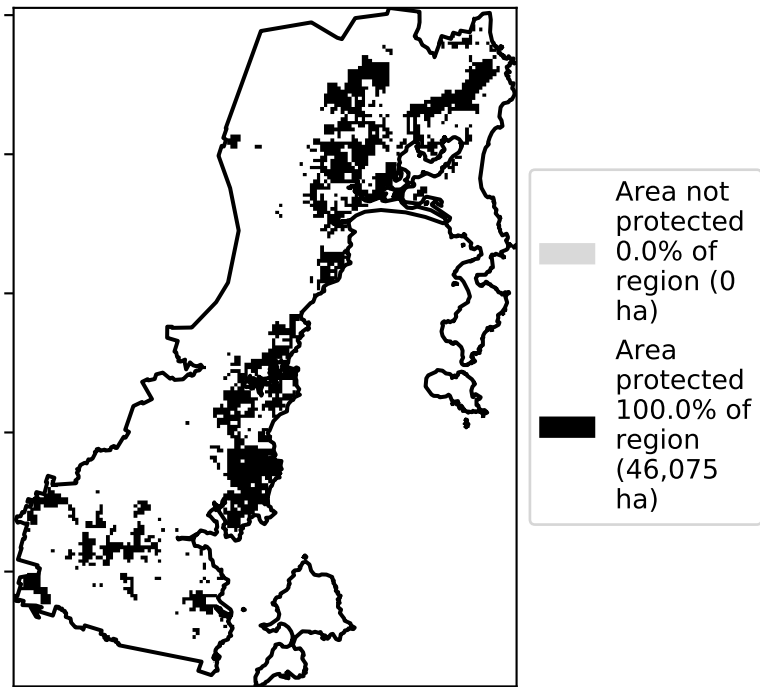 Area not
protected
0.0% of
region (0
ha)
Area
protected
100.0% of
region
(46,075
ha)